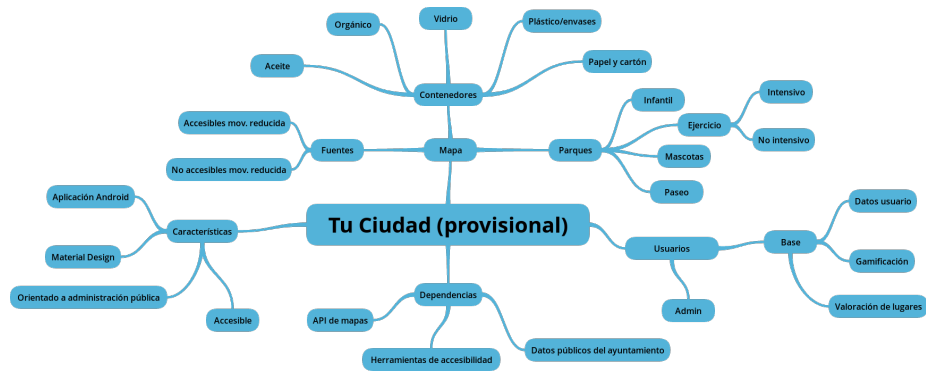 Vidrio
Orgánico
Plástico/envases
Aceite
Papel y cartón
Contenedores
Infantil
Intensivo
Accesibles mov. reducida
Ejercicio
No intensivo
Fuentes
Mapa
Parques
Mascotas
No accesibles mov. reducida
Paseo
Aplicación Android
Datos usuario
Tu Ciudad (provisional)
Características
Usuarios
Base
Material Design
Gamificación
Orientado a administración pública
Dependencias
Valoración de lugares
Accesible
API de mapas
Admin
Herramientas de accesibilidad
Datos públicos del ayuntamiento